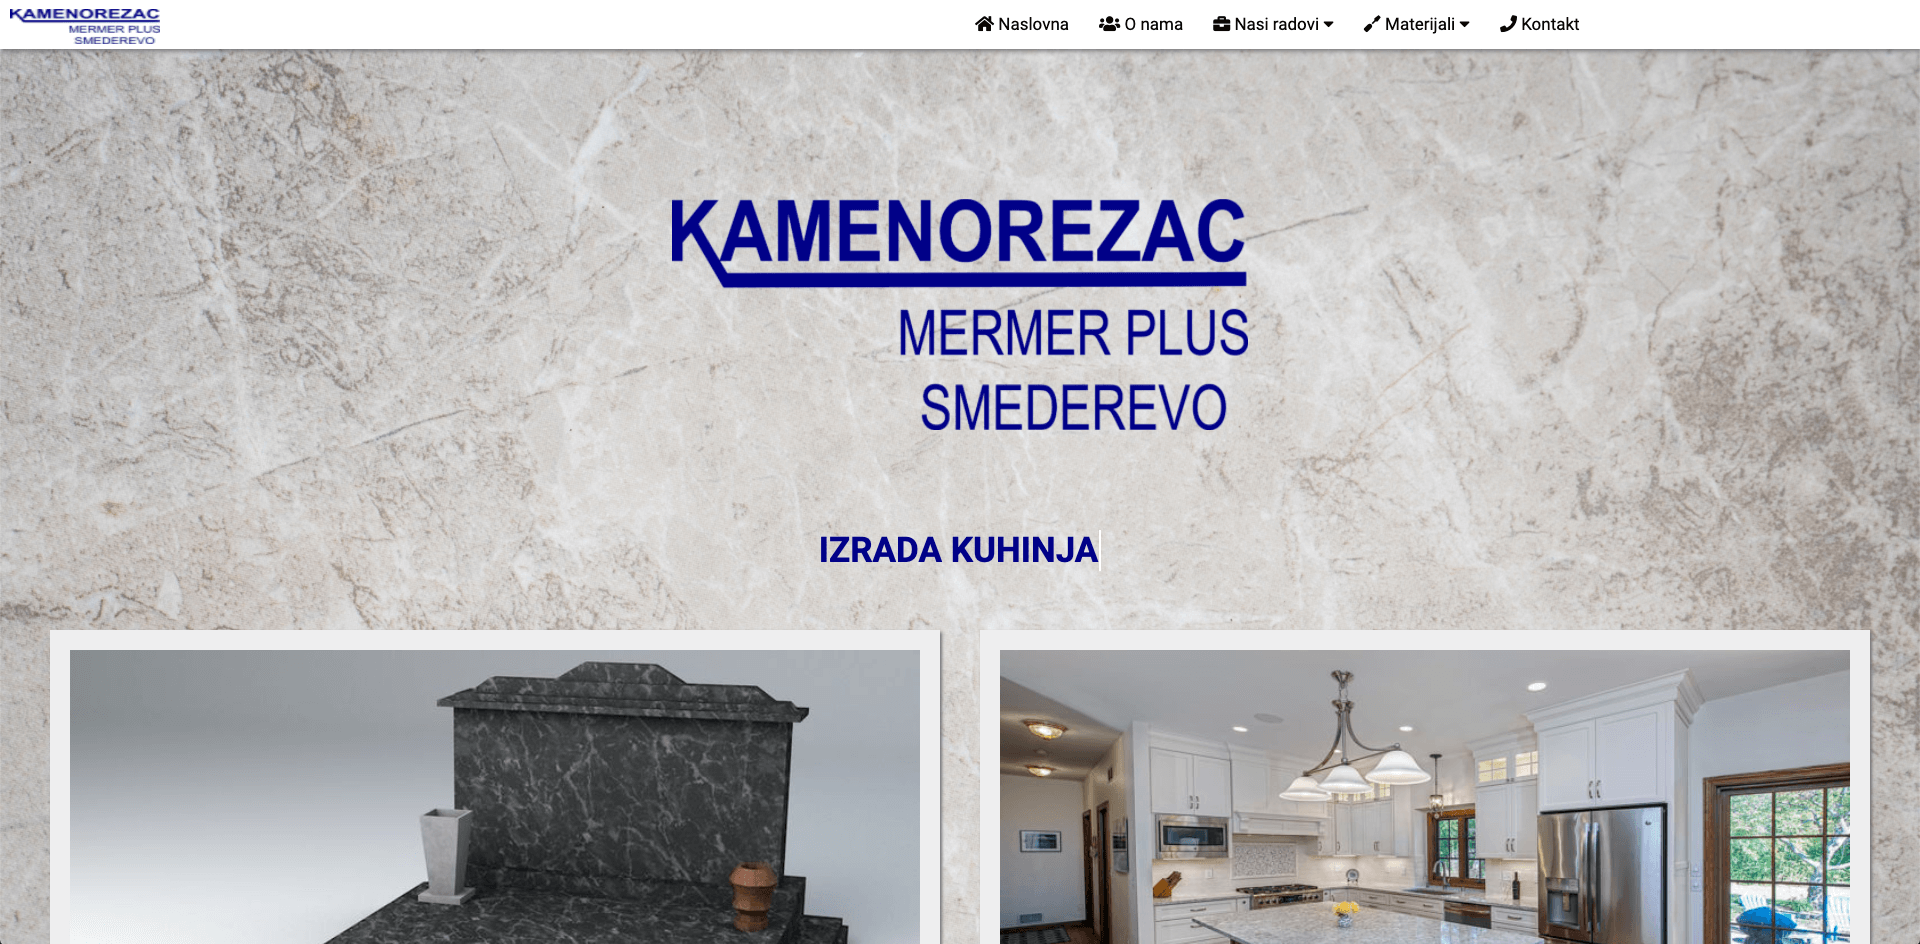 KAMENOREZAC
MERMER PLUS
SMEDEREVO
Naslovna
O nama
Nasi radovi
Materijali
Kontakt
KAMENOREZAC
MERMER PLUS
SMEDEREVO
IZRADA KUHINJA